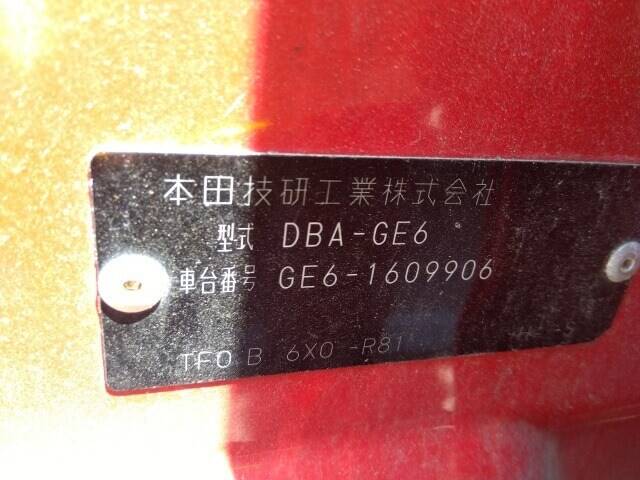 本田技研工業株式会社
型式 DBA-GE6
車台番号 GE6-1609906
TF0 B 6X0 -R81